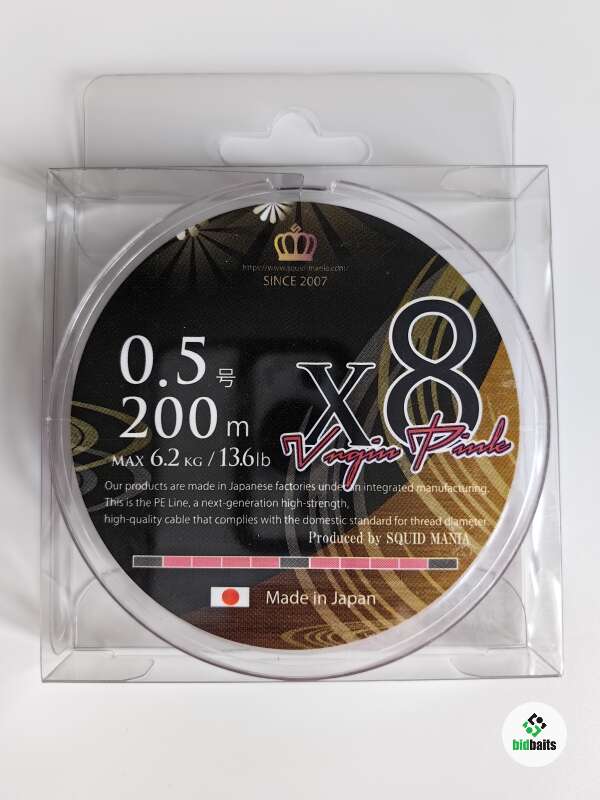 https://www.squid-mania.com/
SINCE 2007
0.5号
200m
MAX 6.2 KG / 13.6lb
x8
Vrgin Pink
Our products are made in Japanese factories under an integrated manufacturing.
This is the PE Line, a next-generation high-strength,
high-quality cable that complies with the domestic standard for thread diameter.
Produced by SQUID MANIA
Made in Japan
bidbaits